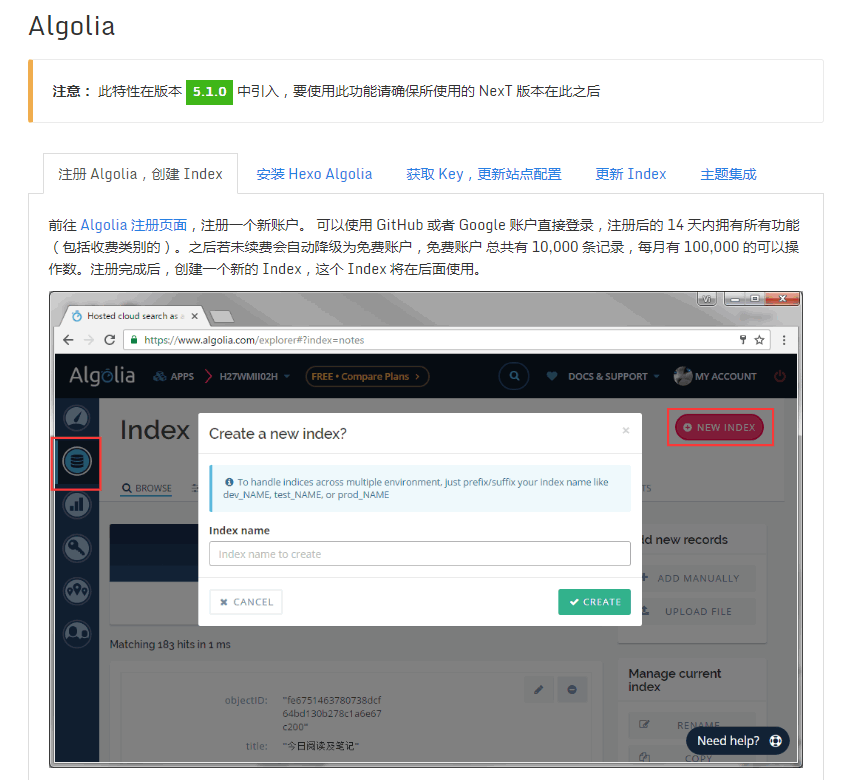 Algolia
注意： 此特性在版本 5.1.0 中引入，要使用此功能请确保所使用的 NexT 版本在此之后
注册 Algolia，创建 Index
安装 Hexo Algolia
获取 Key，更新站点配置
更新 Index
主题集成
前往 Algolia 注册页面，注册一个新账户。 可以使用 GitHub 或者 Google 账户直接登录，注册后的 14 天内拥有所有功能
（包括收费类别的）。之后若未续费会自动降级为免费账户，免费账户 总共有 10,000 条记录，每月有 100,000 的可以操
作数。注册完成后，创建一个新的 Index，这个 Index 将在后面使用。
Vi
Hosted cloud search as a
https://www.algolia.com/explorer#?index=notes
Algolia
APPS
H27WMII02H
FREE • Compare Plans >
DOCS & SUPPORT
MY ACCOUNT
Index
NEW INDEX
Create a new index?
×
BROWSE
TS
To handle indices across multiple environment, just prefix/suffix your index name like
dev_NAME, test_NAME, or prod_NAME
Index name
Index name to create
CANCEL
CREATE
dd new records
ADD MANUALLY
UPLOAD FILE
Matching 183 hits in 1 ms
Manage current
index
objectID:
"fe6751463780738dcf
64bd130b278c1a6e67
c200"
RENAME
title:
"今日阅读及笔记"
COPY
Need help?